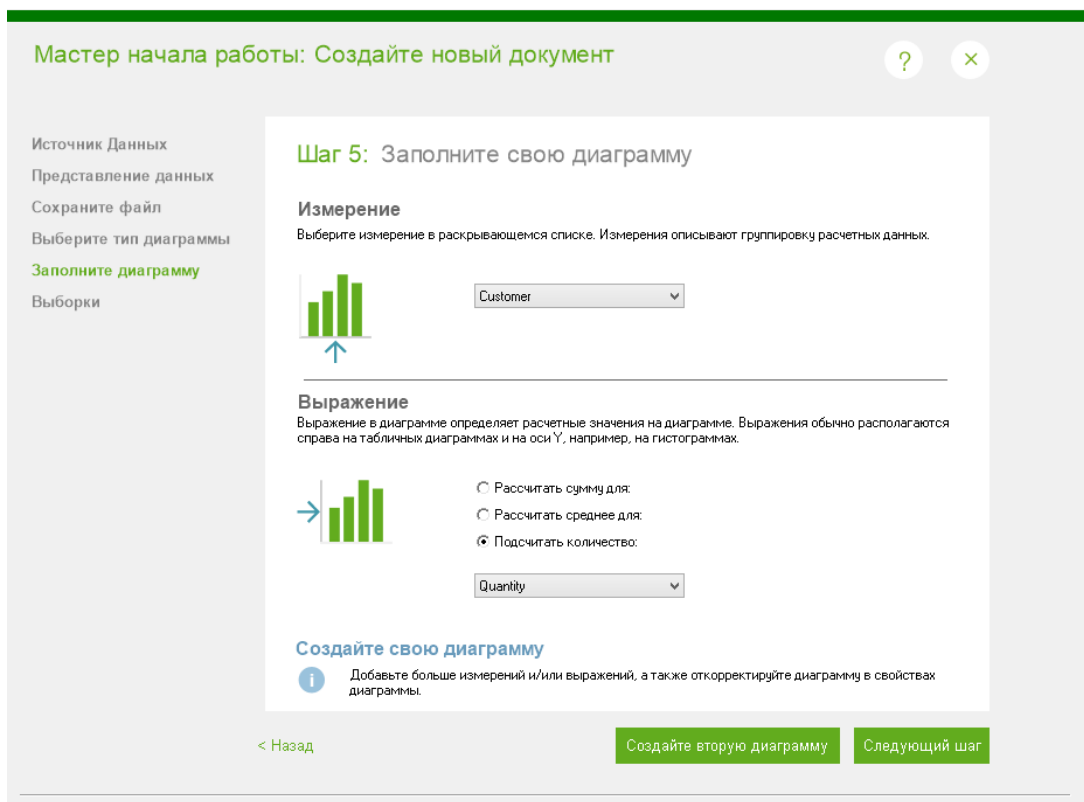 Мастер начала работы: Создайте новый документ
?
×
Источник Данных
Представление данных
Сохраните файл
Выберите тип диаграммы
Заполните диаграмму
Выборки
Шаг 5: Заполните свою диаграмму
Измерение
Выберите измерение в раскрывающемся списке. Измерения описывают группировку расчетных данных.
Customer
Выражение
Выражение в диаграмме определяет расчетные значения на диаграмме. Выражения обычно располагаются
справа на табличных диаграммах и на оси Y, например, на гистограммах.
Рассчитать сумму для:
Рассчитать среднее для:
Подсчитать количество:
Quantity
Создайте свою диаграмму
i
Добавьте больше измерений и/или выражений, а также откорректируйте диаграмму в свойствах
диаграммы.
< Назад
Создайте вторую диаграмму
Следующий шаг